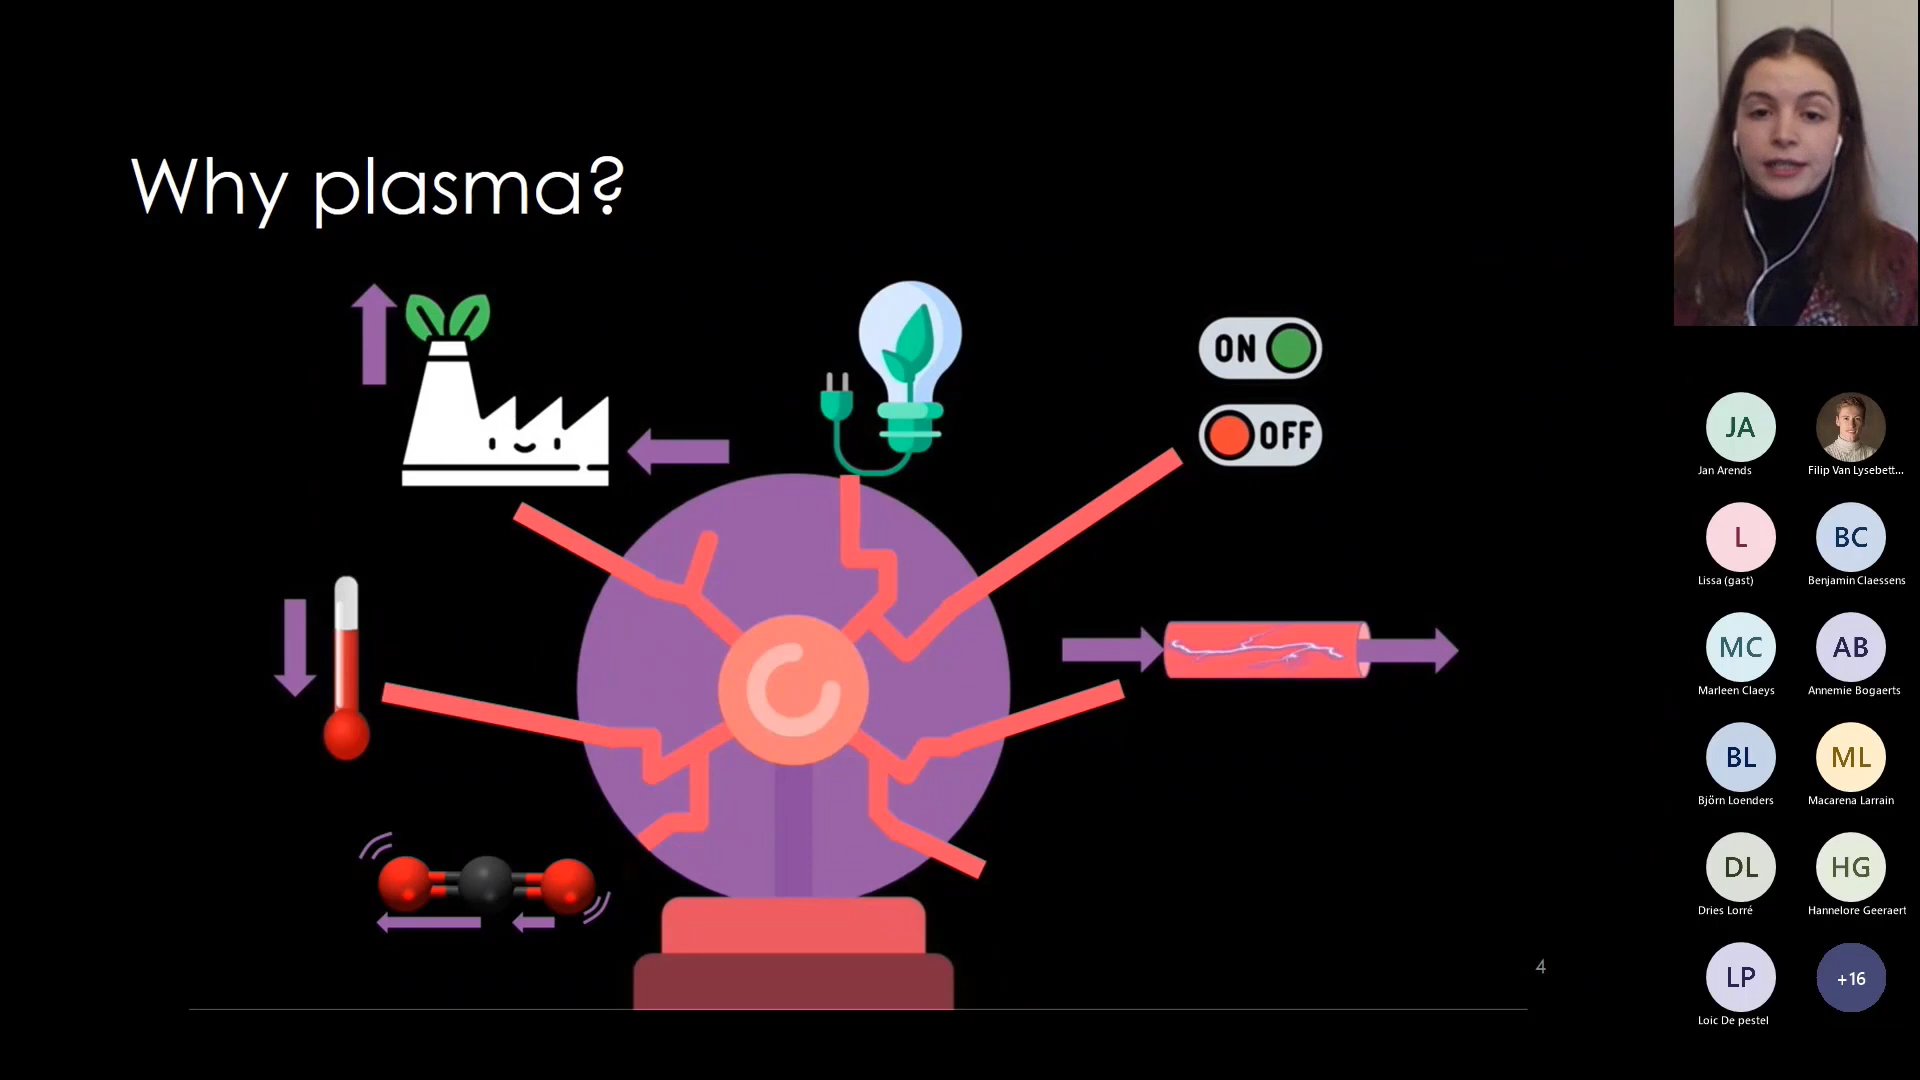 Why plasma?
ON
OFF
4
JA
Jan Arends
Filip Van Lysebett...
L
BC
Lissa (gast)
Benjamin Claessens
MC
AB
Marleen Claeys
Annemie Bogaerts
BL
ML
Björn Loenders
Macarena Larrain
DL
HG
Dries Lorré
Hannelore Geeraert
LP
+16
Loic De pestel